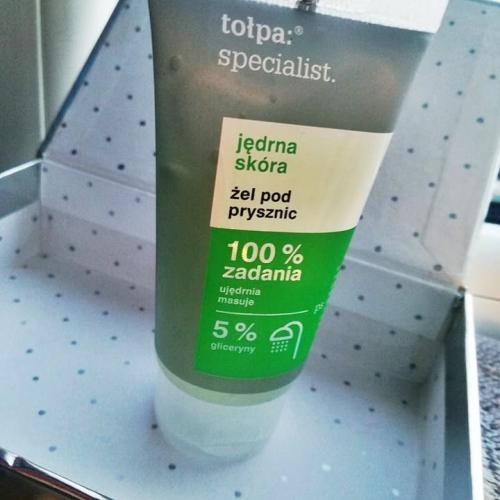 tołpa:®
specialist.
jędrna
skóra
żel pod
prysznic
100 %
zadania
ujędrnia
masuje
5 %
gliceryny